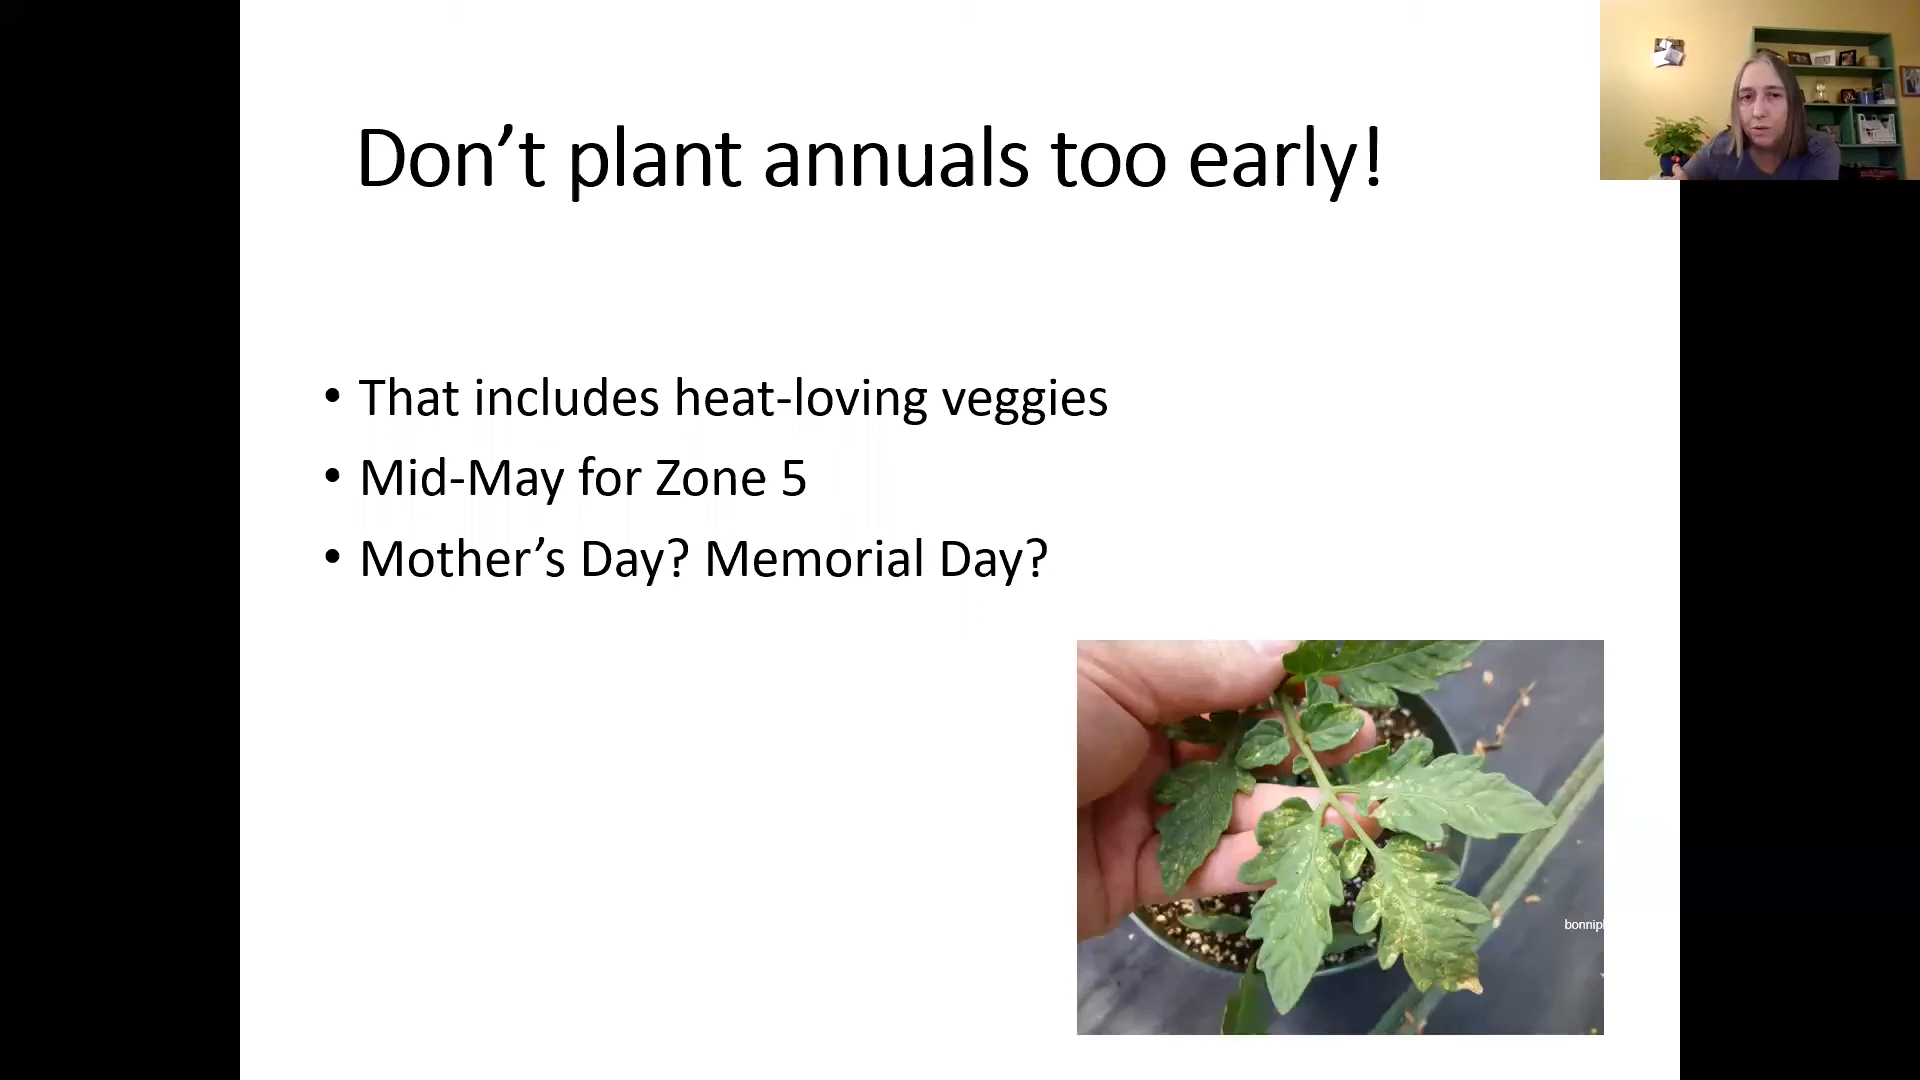 Don’t plant annuals too early!
• That includes heat-loving veggies
• Mid-May for Zone 5
• Mother’s Day? Memorial Day?